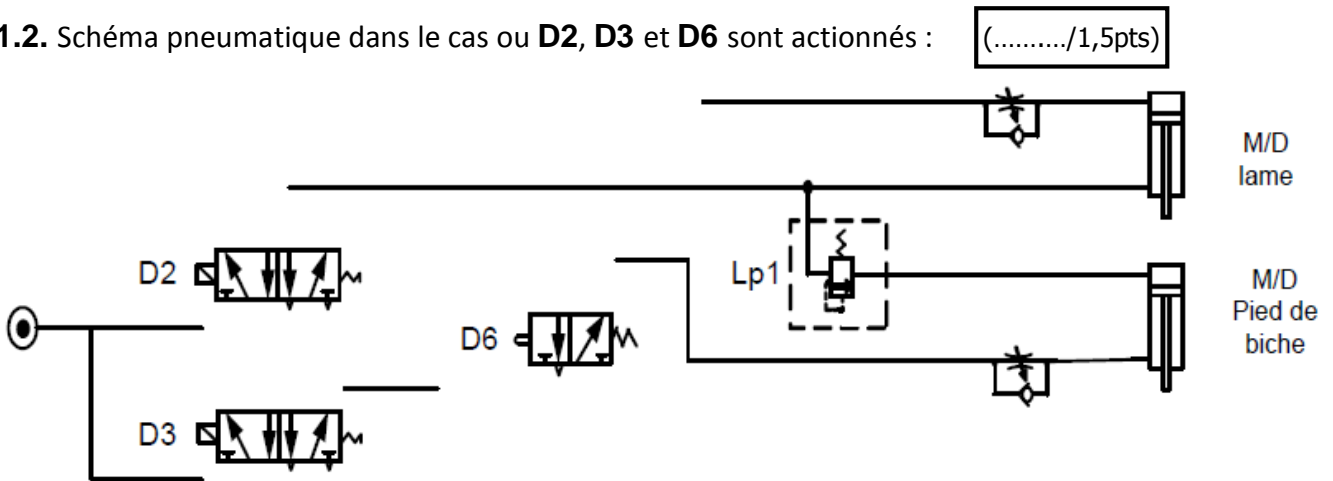 1.2. Schéma pneumatique dans le cas ou D2, D3 et D6 sont actionnés :
(.........../1,5pts)
M/D
lame
D2
Lp1
M/D
Pied de
biche
D6
D3